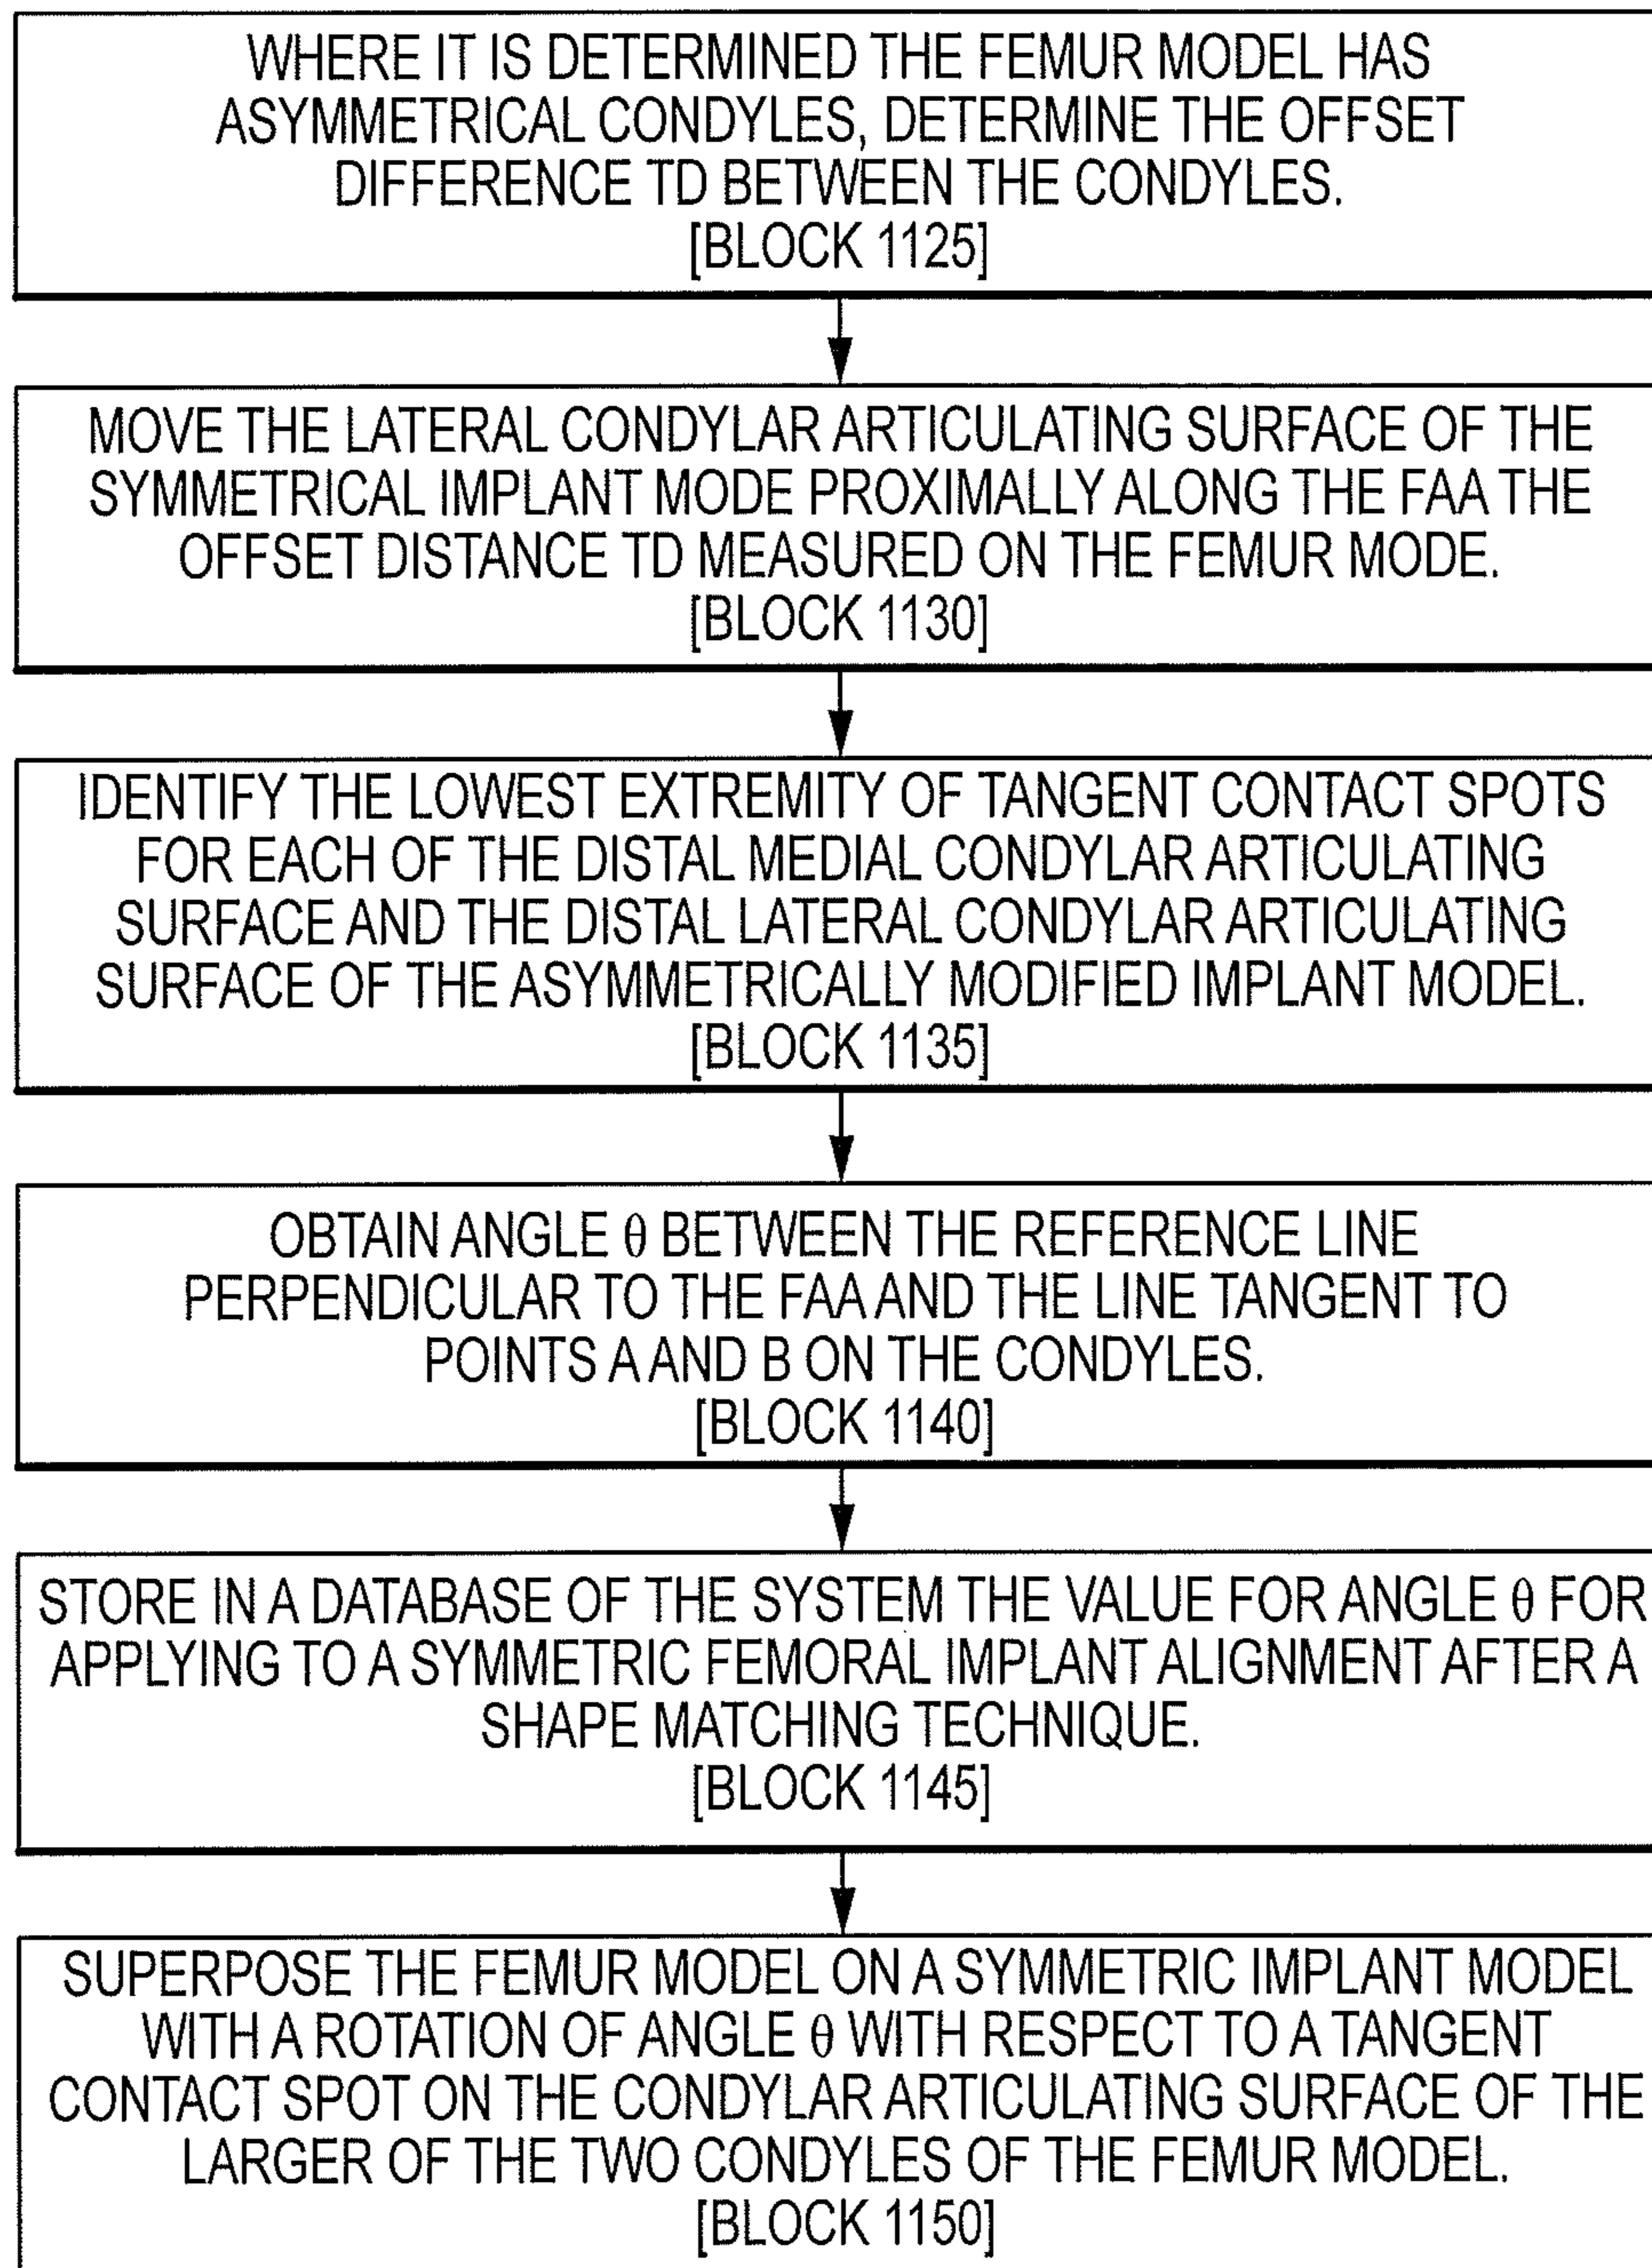 WHERE IT IS DETERMINED THE FEMUR MODEL HAS
ASYMMETRICAL CONDYLES, DETERMINE THE OFFSET
DIFFERENCE TD BETWEEN THE CONDYLES.
[BLOCK 1125]
MOVE THE LATERAL CONDYLAR ARTICULATING SURFACE OF THE
SYMMETRICAL IMPLANT MODE PROXIMALLY ALONG THE FAA THE
OFFSET DISTANCE TD MEASURED ON THE FEMUR MODE.
[BLOCK 1130]
IDENTIFY THE LOWEST EXTREMITY OF TANGENT CONTACT SPOTS
FOR EACH OF THE DISTAL MEDIAL CONDYLAR ARTICULATING
SURFACE AND THE DISTAL LATERAL CONDYLAR ARTICULATING
SURFACE OF THE ASYMMETRICALLY MODIFIED IMPLANT MODEL.
[BLOCK 1135]
OBTAIN ANGLE θ BETWEEN THE REFERENCE LINE
PERPENDICULAR TO THE FAA AND THE LINE TANGENT TO
POINTS A AND B ON THE CONDYLES.
[BLOCK 1140]
STORE IN A DATABASE OF THE SYSTEM THE VALUE FOR ANGLE θ FOR
APPLYING TO A SYMMETRIC FEMORAL IMPLANT ALIGNMENT AFTER A
SHAPE MATCHING TECHNIQUE.
[BLOCK 1145]
SUPERPOSE THE FEMUR MODEL ON A SYMMETRIC IMPLANT MODEL
WITH A ROTATION OF ANGLE θ WITH RESPECT TO A TANGENT
CONTACT SPOT ON THE CONDYLAR ARTICULATING SURFACE OF THE
LARGER OF THE TWO CONDYLES OF THE FEMUR MODEL.
[BLOCK 1150]